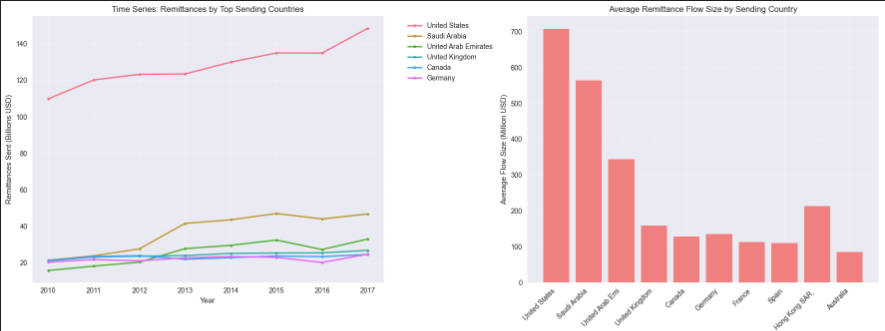 Time Series: Remittances by Top Sending Countries
Remittances Sent (Billions USD)
140
120
100
80
60
40
20
2010
2011
2012
2013
2014
2015
2016
2017
Year
United States
Saudi Arabia
United Arab Emirates
United Kingdom
Canada
Germany
Average Remittance Flow Size by Sending Country
Average Flow Size (Million USD)
700
600
500
400
300
200
100
0
United States
Saudi Arabia
United Arab Emi
United Kingdom
Canada
Germany
France
Spain
Hong Kong SAR,
Australia